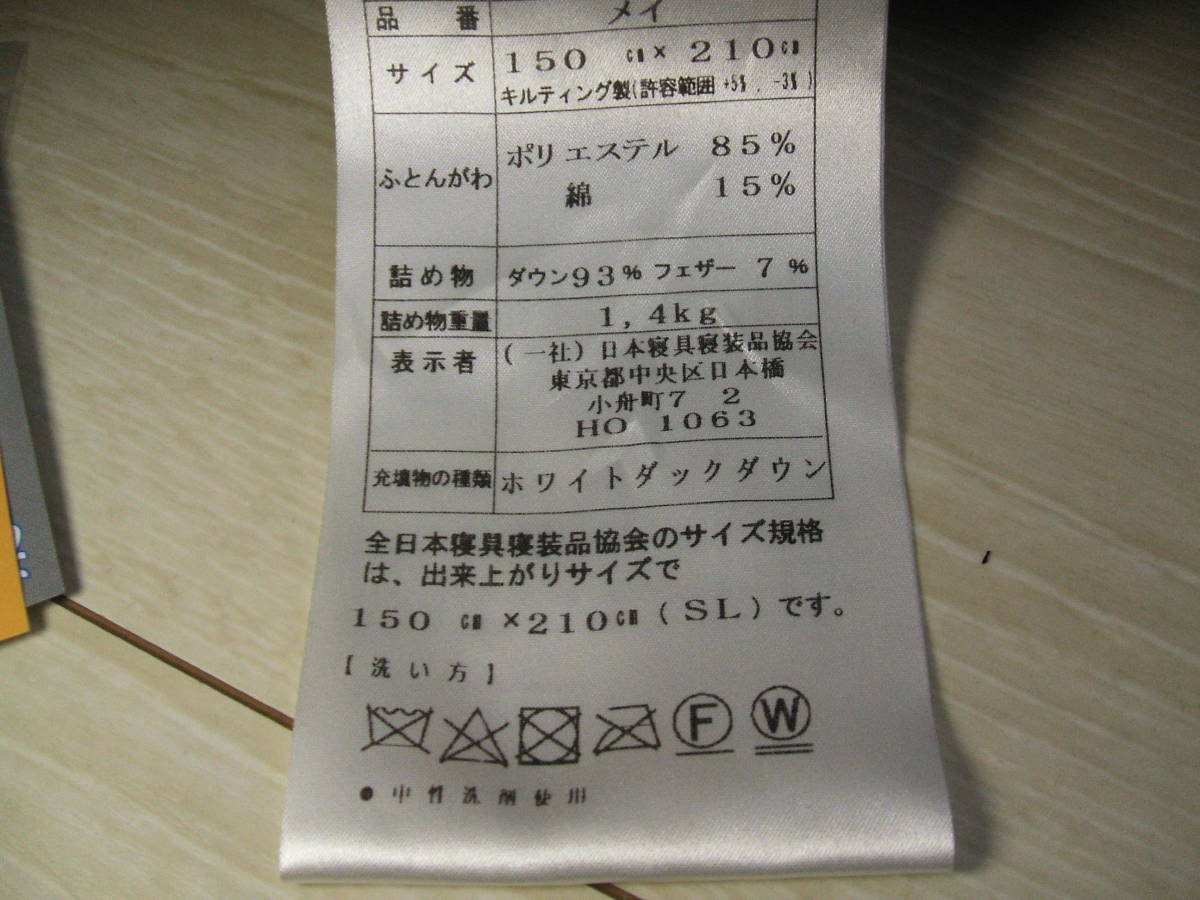 品番 メイ
サイズ 150 ㎝× 210㎝
キルティング製(許容範囲 +5%, -3%)
ふとんがわ ポリエステル 85%
綿 15%
詰め物 ダウン93% フェザー 7%
詰め物重量 1,4kg
表示者 (一社)日本寝具寝装品協会
東京都中央区日本橋
小舟町7 2
HO 1063
充填物の種類 ホワイトダックダウン
全日本寝具寝装品協会のサイズ規格
は、出来上がりサイズで
150 ㎝ ×210㎝(SL)です。
【洗い方】
F W
●中性洗剤使用